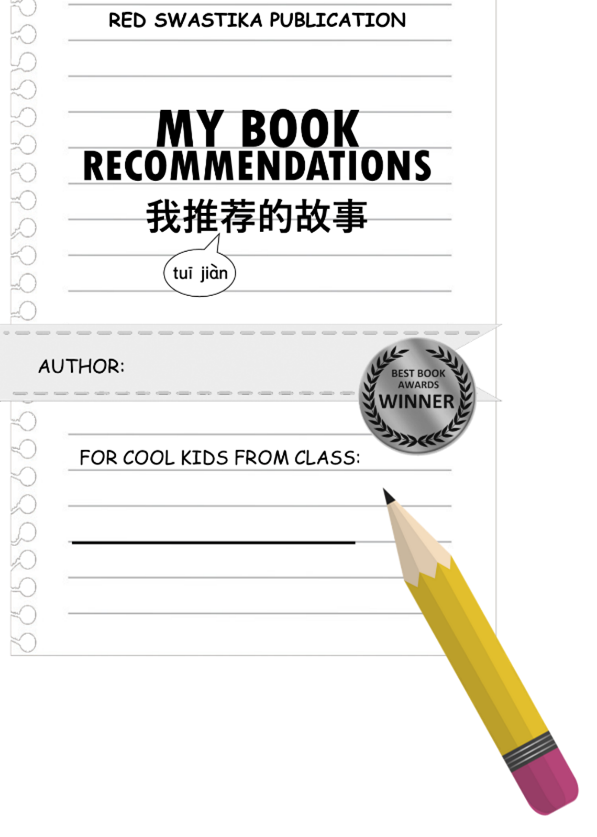 RED SWASTIKA PUBLICATION
MY BOOK
RECOMMENDATIONS
我推荐的故事
tuī jiàn
AUTHOR:
BEST BOOK
AWARDS
WINNER
FOR COOL KIDS FROM CLASS: